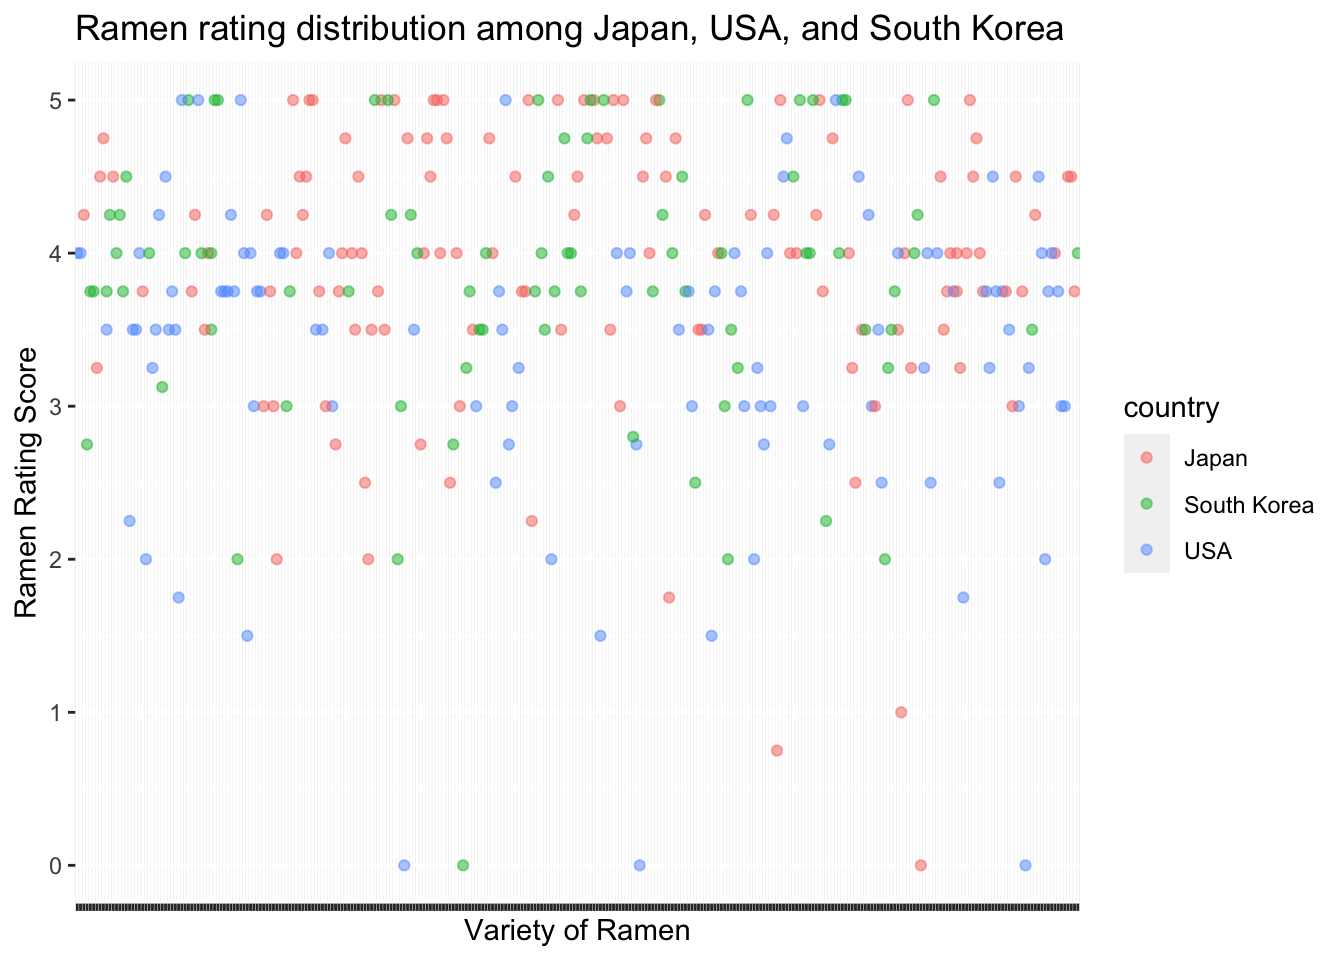 Ramen rating distribution among Japan, USA, and South Korea
5
4
3
2
1
0
Ramen Rating Score
Variety of Ramen
country
Japan
South Korea
USA